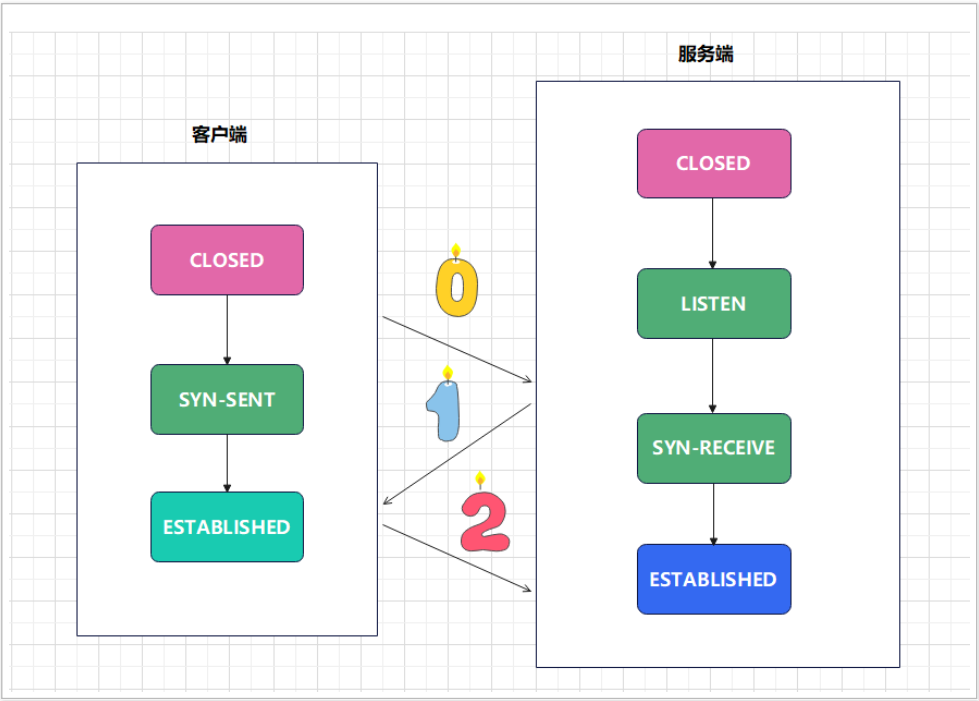 服务端
客户端
CLOSED
CLOSED
0
LISTEN
SYN-SENT
1
SYN-RECEIVE
ESTABLISHED
2
ESTABLISHED